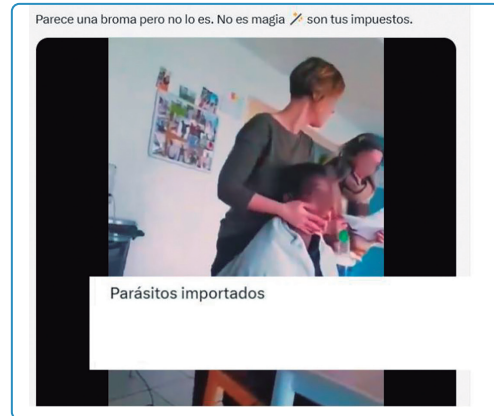 Parece una broma pero no lo es. No es magia 🪄 son tus impuestos.
Parásitos importados